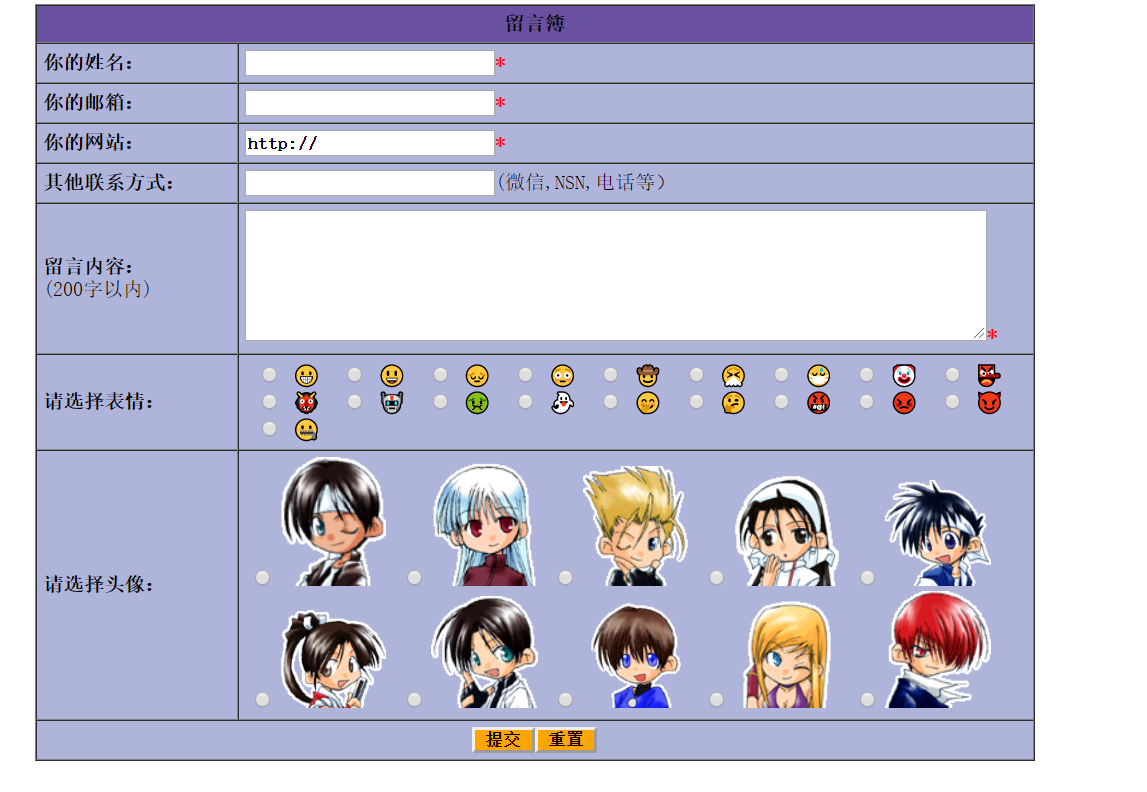 留言簿
你的姓名： *
你的邮箱： *
你的网站： http:// *
其他联系方式： (微信,NSN,电话等）
留言内容：
(200字以内) *
请选择表情：
请选择头像：
提交 重置